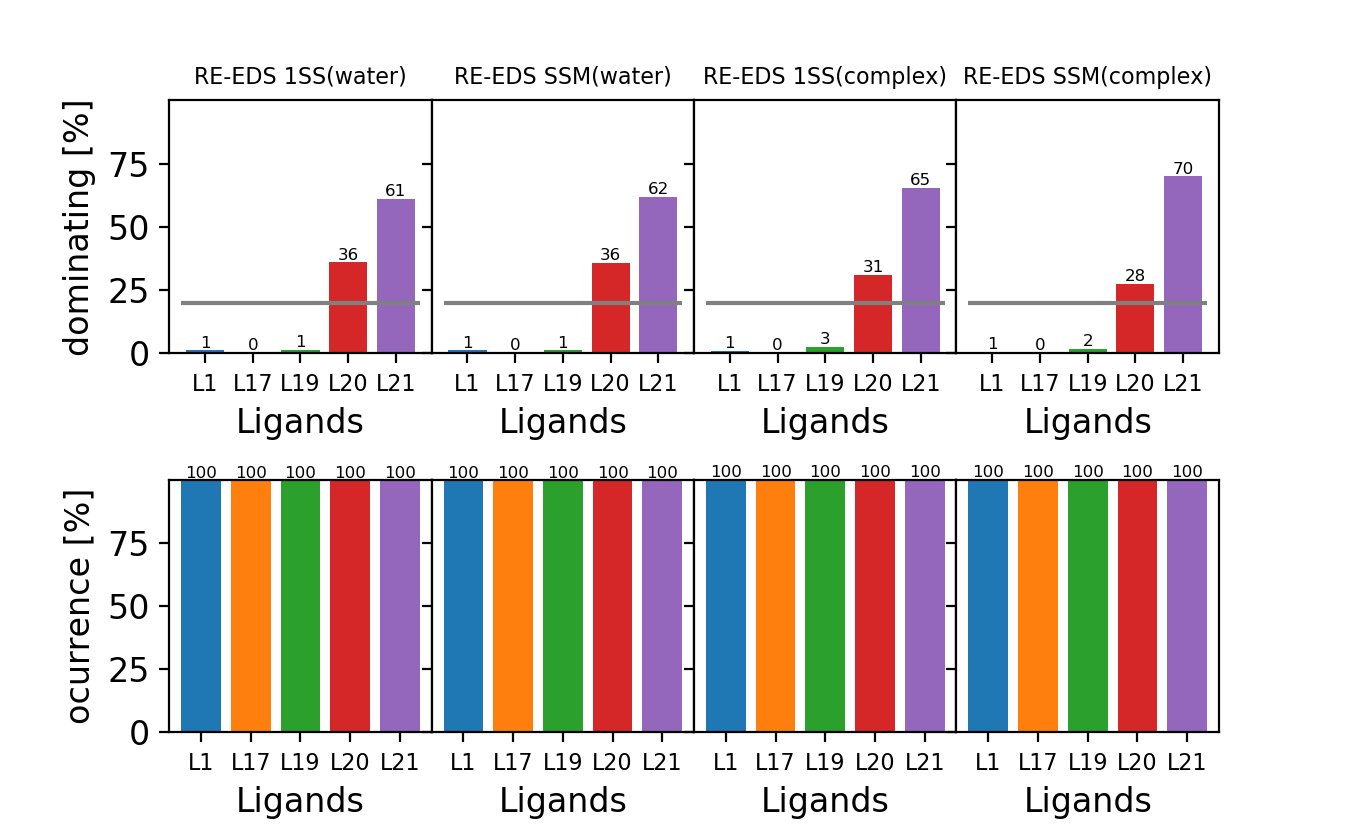 RE-EDS 1SS(water) RE-EDS SSM(water) RE-EDS 1SS(complex) RE-EDS SSM(complex)
dominating [%]
75
50
25
0
1 0 1 36 61
1 0 1 36 62
1 0 3 31 65
1 0 2 28 70
L1 L17 L19 L20 L21 L1 L17 L19 L20 L21 L1 L17 L19 L20 L21 L1 L17 L19 L20 L21
Ligands Ligands Ligands Ligands
100 100 100 100 100 100 100 100 100 100 100 100 100 100 100 100 100 100 100 100
ocurrence [%]
75
50
25
0
L1 L17 L19 L20 L21 L1 L17 L19 L20 L21 L1 L17 L19 L20 L21 L1 L17 L19 L20 L21
Ligands Ligands Ligands Ligands